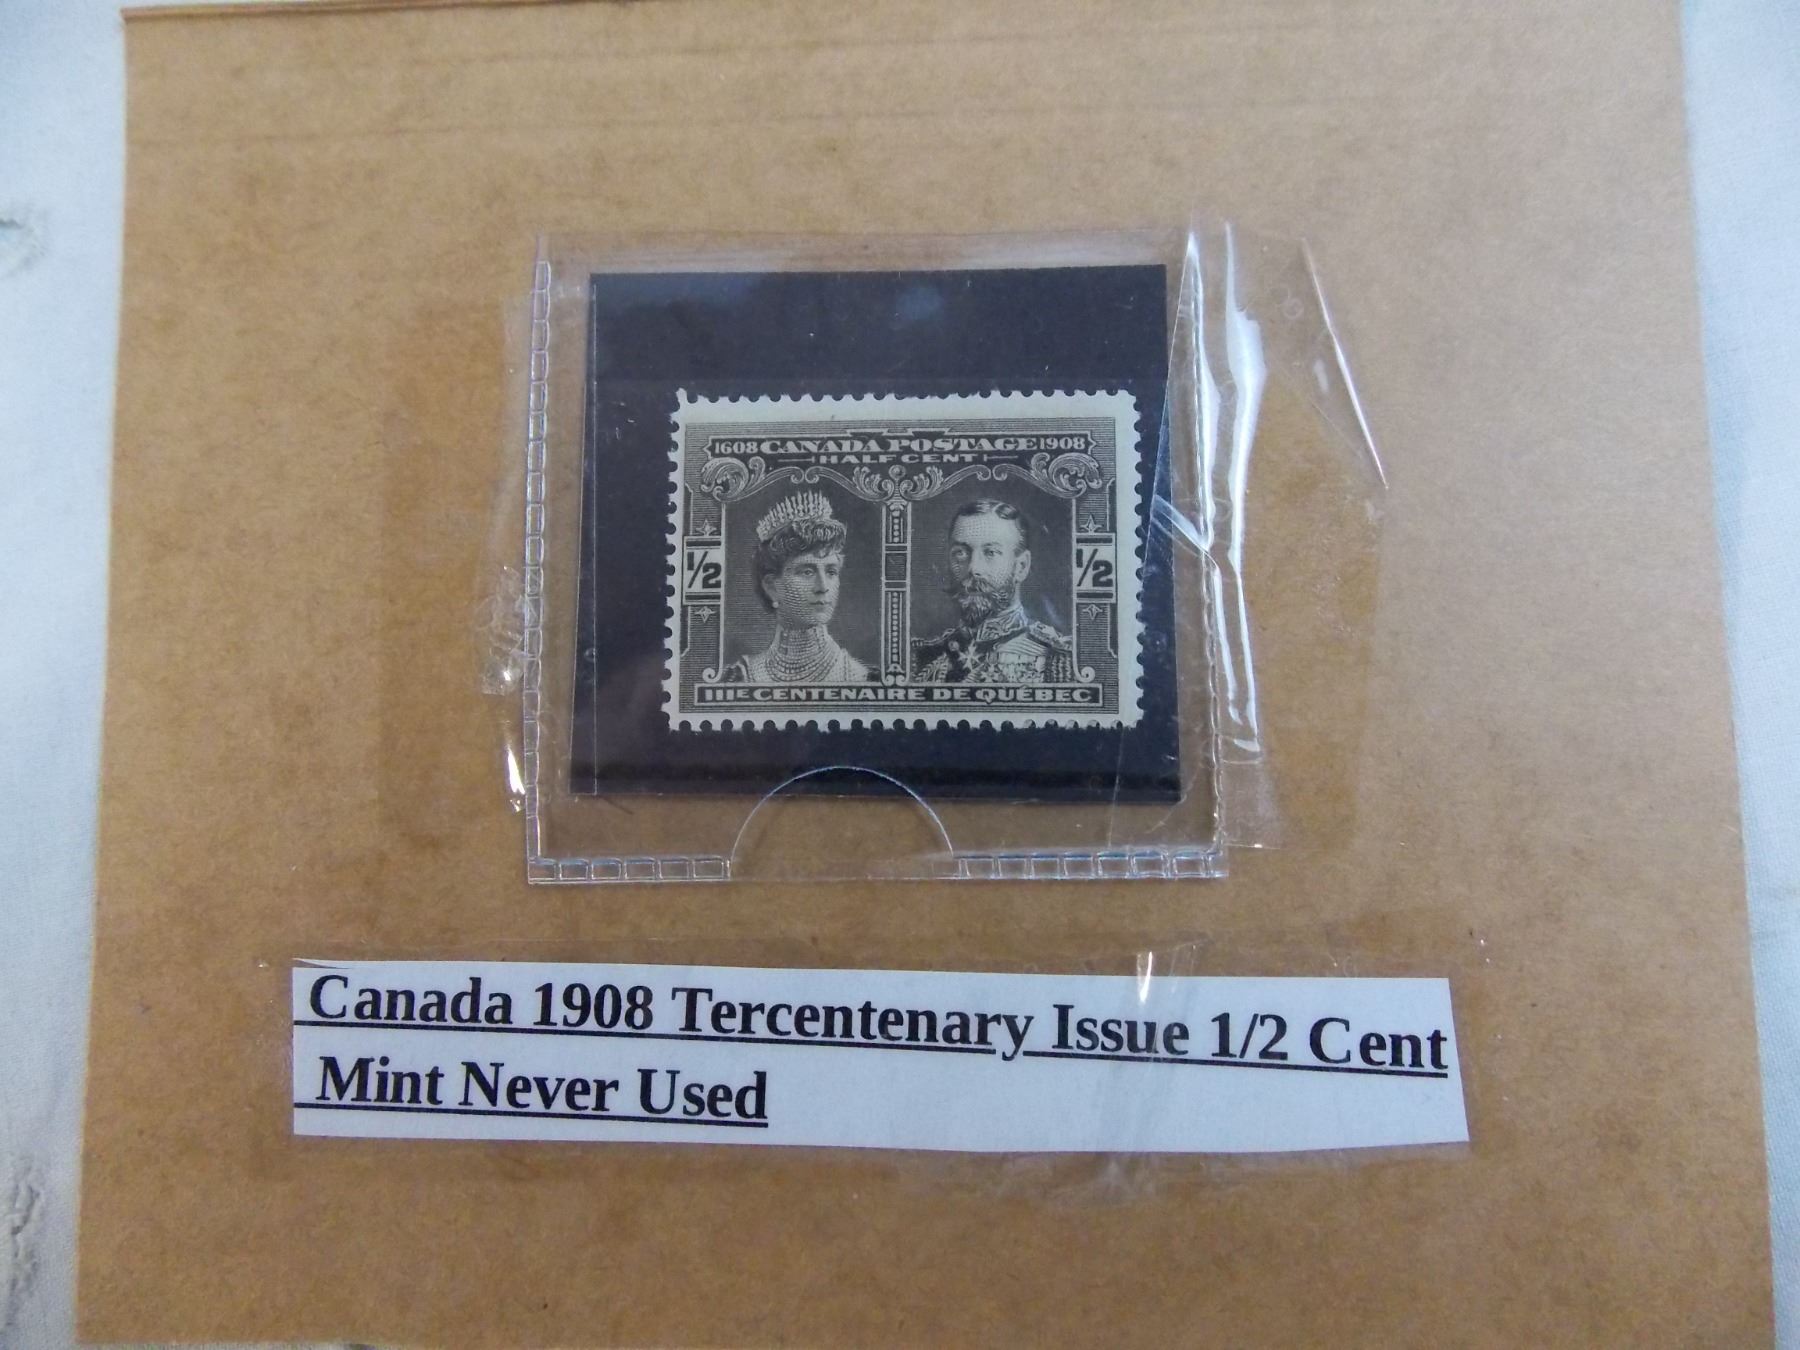 1608 CANADA POSTAGE 1908
HALF CENT
1/2 1/2
IIIE CENTENAIRE DE QUÉBEC
Canada 1908 Tercentenary Issue 1/2 Cent
Mint Never Used